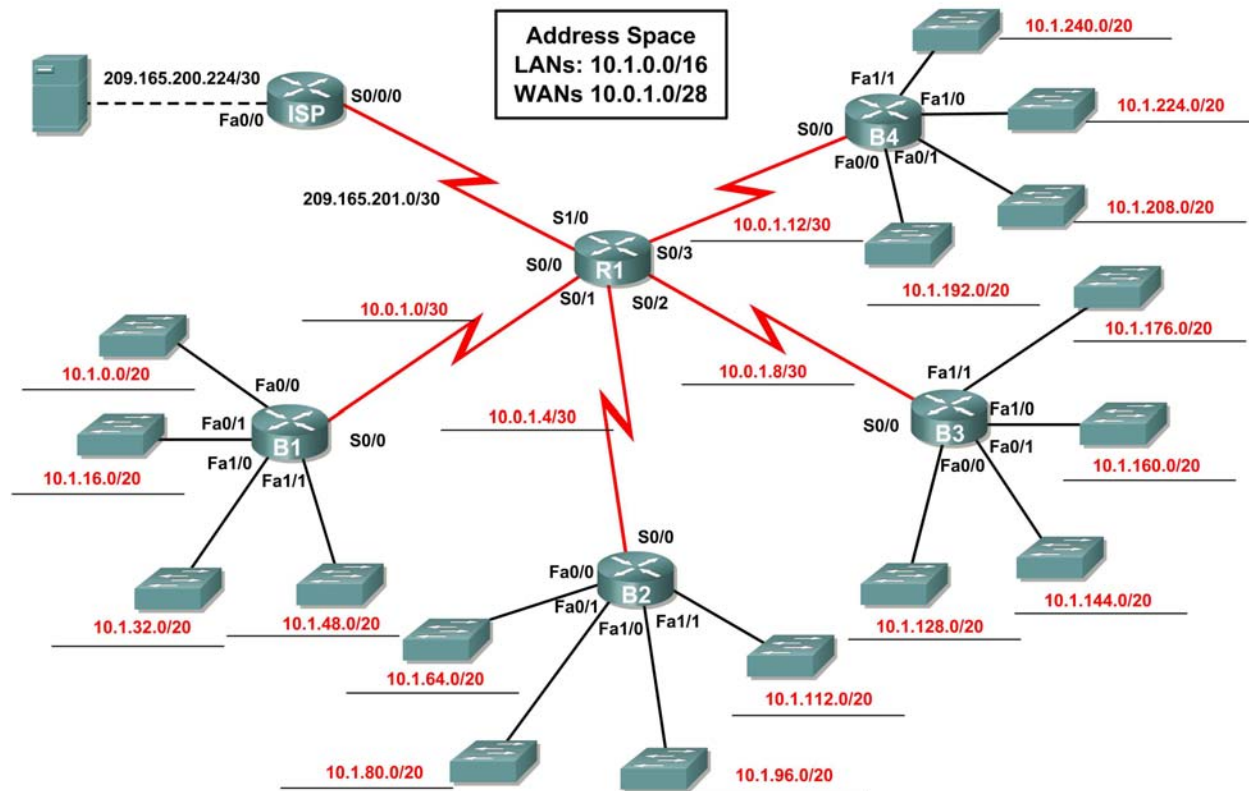 Address Space
LANs: 10.1.0.0/16
WANs 10.0.1.0/28
209.165.200.224/30
ISP
S0/0/0
Fa0/0
209.165.201.0/30
S1/0
S0/0
R1
S0/3
S0/1
S0/2
10.1.240.0/20
Fa1/1
Fa1/0
10.1.224.0/20
S0/0
B4
Fa0/0
Fa0/1
10.1.208.0/20
10.0.1.12/30
10.1.192.0/20
10.0.1.0/30
10.1.0.0/20
Fa0/0
Fa0/1
B1
S0/0
10.1.16.0/20
Fa1/0
Fa1/1
10.1.32.0/20
10.1.48.0/20
10.0.1.4/30
S0/0
Fa0/0
Fa0/1
B2
Fa1/0
Fa1/1
10.1.64.0/20
10.1.112.0/20
10.1.80.0/20
10.1.96.0/20
10.0.1.8/30
10.1.176.0/20
Fa1/1
Fa1/0
S0/0
B3
Fa0/1
Fa0/0
10.1.160.0/20
10.1.144.0/20
10.1.128.0/20